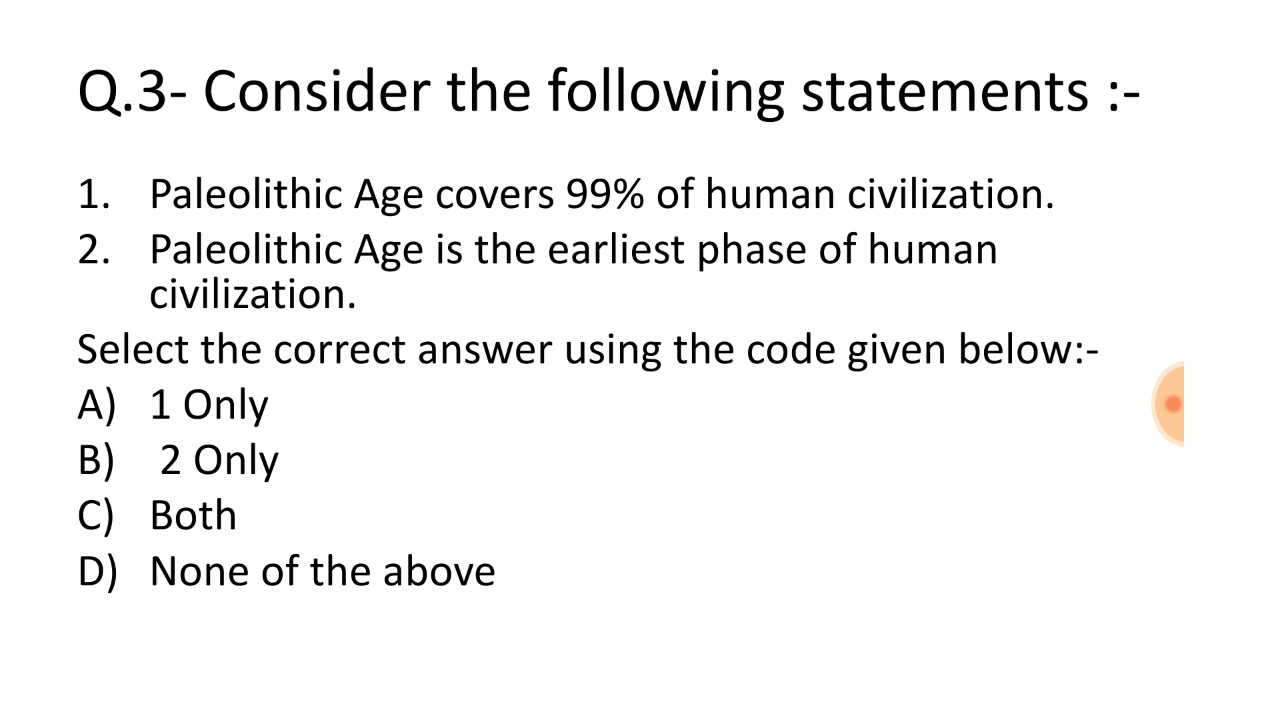 Q.3- Consider the following statements :-
1. Paleolithic Age covers 99% of human civilization.
2. Paleolithic Age is the earliest phase of human
civilization.
Select the correct answer using the code given below:-
A) 1 Only
B) 2 Only
C) Both
D) None of the above